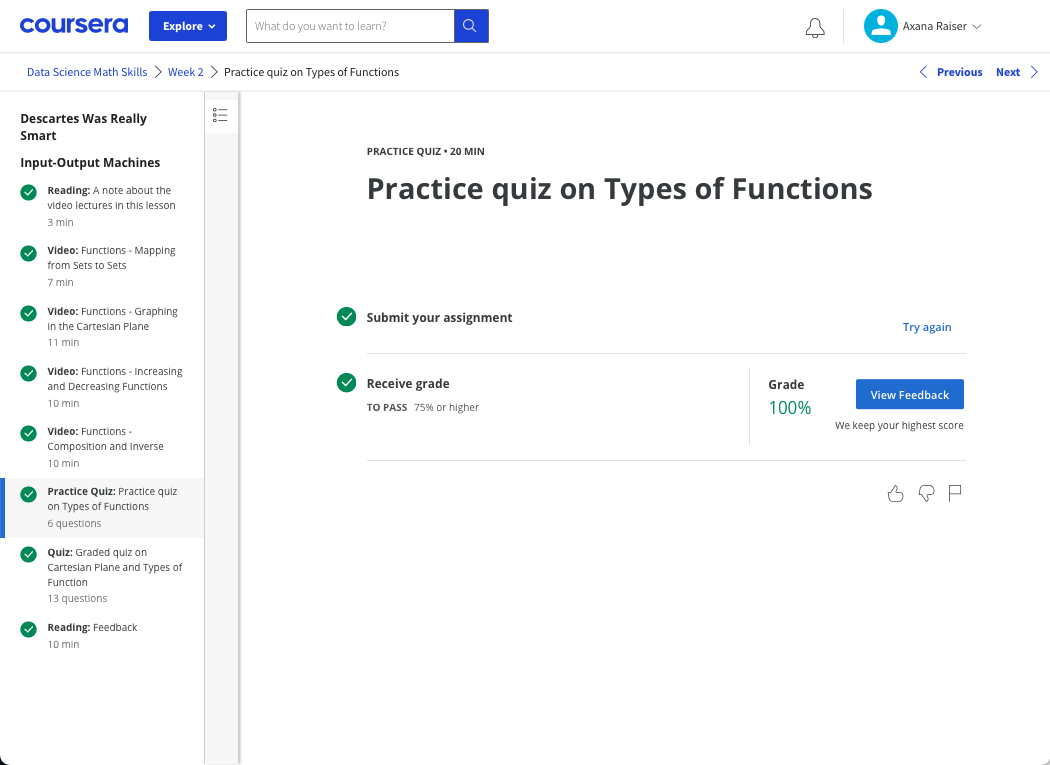 coursera
Explore
What do you want to learn?
Axana Raiser
Data Science Math Skills
Week 2
Practice quiz on Types of Functions
Previous
Next
Descartes Was Really
Smart
Input-Output Machines
Reading: A note about the
video lectures in this lesson
3 min
Video: Functions - Mapping
from Sets to Sets
7 min
Video: Functions - Graphing
in the Cartesian Plane
11 min
Video: Functions - Increasing
and Decreasing Functions
10 min
Video: Functions -
Composition and Inverse
10 min
Practice Quiz: Practice quiz
on Types of Functions
6 questions
Quiz: Graded quiz on
Cartesian Plane and Types of
Function
13 questions
Reading: Feedback
10 min
PRACTICE QUIZ • 20 MIN
Practice quiz on Types of Functions
Submit your assignment
Try again
Receive grade
TO PASS 75% or higher
Grade
100%
View Feedback
We keep your highest score